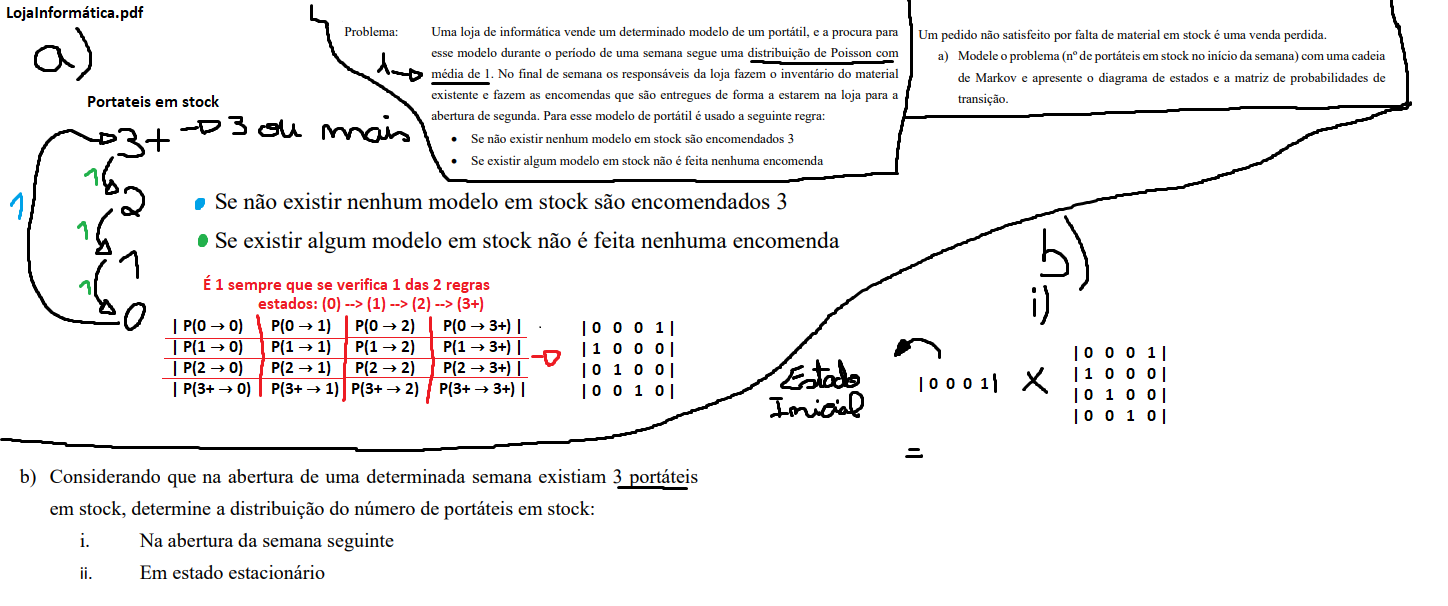 LojaInformática.pdf
a)
Problema:
Uma loja de informática vende um determinado modelo de um portátil, e a procura para
esse modelo durante o período de uma semana segue uma distribuição de Poisson com
média de 1. No final de semana os responsáveis da loja fazem o inventário do material
existente e fazem as encomendas que são entregues de forma a estarem na loja para a
abertura de segunda. Para esse modelo de portátil é usado a seguinte regra:
• Se não existir nenhum modelo em stock são encomendados 3
• Se existir algum modelo em stock não é feita nenhuma encomenda
Um pedido não satisfeito por falta de material em stock é uma venda perdida.
a) Modele o problema (nº de portáteis em stock no início da semana) com uma cadeia
de Markov e apresente o diagrama de estados e a matriz de probabilidades de
transição.
Portateis em stock
3+ → 3 ou mais
1
2
1
1
1
1
0
• Se não existir nenhum modelo em stock são encomendados 3
• Se existir algum modelo em stock não é feita nenhuma encomenda
É 1 sempre que se verifica 1 das 2 regras
estados: (0) --> (1) --> (2) --> (3+)
| P(0 → 0) P(0 → 1) P(0 → 2) P(0 → 3+) |
| P(1 → 0) P(1 → 1) P(1 → 2) P(1 → 3+) |
| P(2 → 0) P(2 → 1) P(2 → 2) P(2 → 3+) |
| P(3+ → 0) P(3+ → 1) P(3+ → 2) P(3+ → 3+) |
| 0 0 0 1 |
| 1 0 0 0 |
| 0 1 0 0 |
| 0 0 1 0 |
b)
i)
Estado
Inicial
| 0 0 0 1 | X
| 0 0 0 1 |
| 1 0 0 0 |
| 0 1 0 0 |
| 0 0 1 0 |
=
b) Considerando que na abertura de uma determinada semana existiam 3 portáteis
em stock, determine a distribuição do número de portáteis em stock:
i. Na abertura da semana seguinte
ii. Em estado estacionário